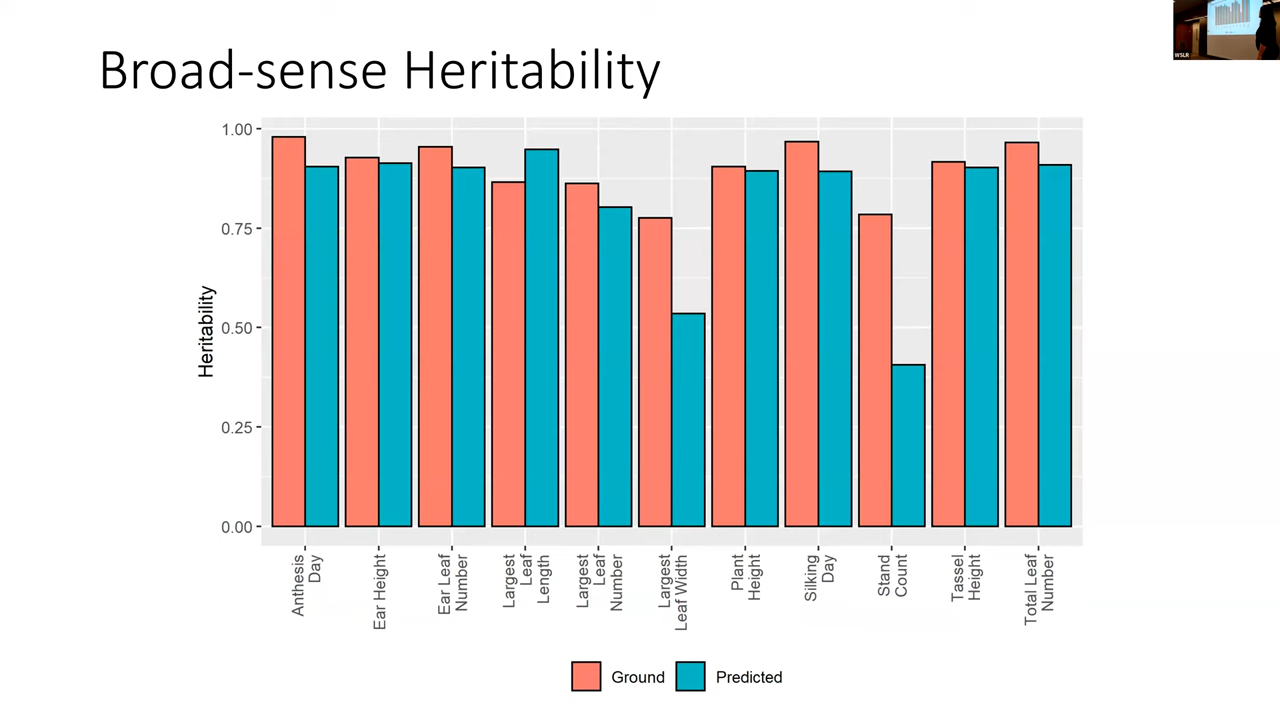 Broad-sense Heritability
WSLR
1.00
0.75
0.50
0.25
0.00
Heritability
Anthesis
Day
Ear Height
Ear Leaf
Number
Largest
Leaf
Length
Largest
Leaf
Number
Largest
Leaf Width
Plant
Height
Silking
Day
Stand
Count
Tassel
Height
Total Leaf
Number
Ground
Predicted